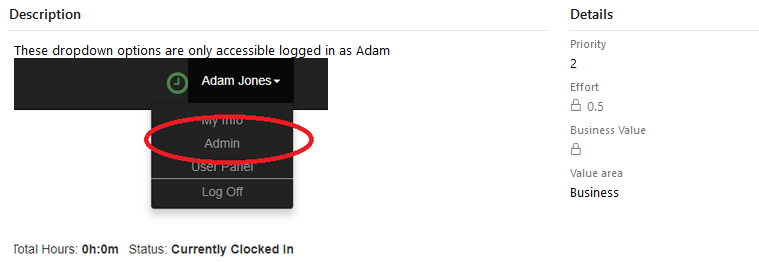 Description
These dropdown options are only accessible logged in as Adam
Adam Jones
My Info
Admin
User Panel
Log Off
Total Hours: 0h:0m Status: Currently Clocked In
Details
Priority
2
Effort
0.5
Business Value
Value area
Business